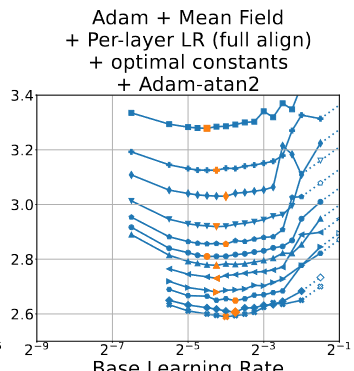 Adam + Mean Field
+ Per-layer LR (full align)
+ optimal constants
+ Adam-atan2
3.4
3.2
3.0
2.8
2.6
2⁻⁹ 2⁻⁷ 2⁻⁵ 2⁻³ 2⁻¹
Base Learning Rate